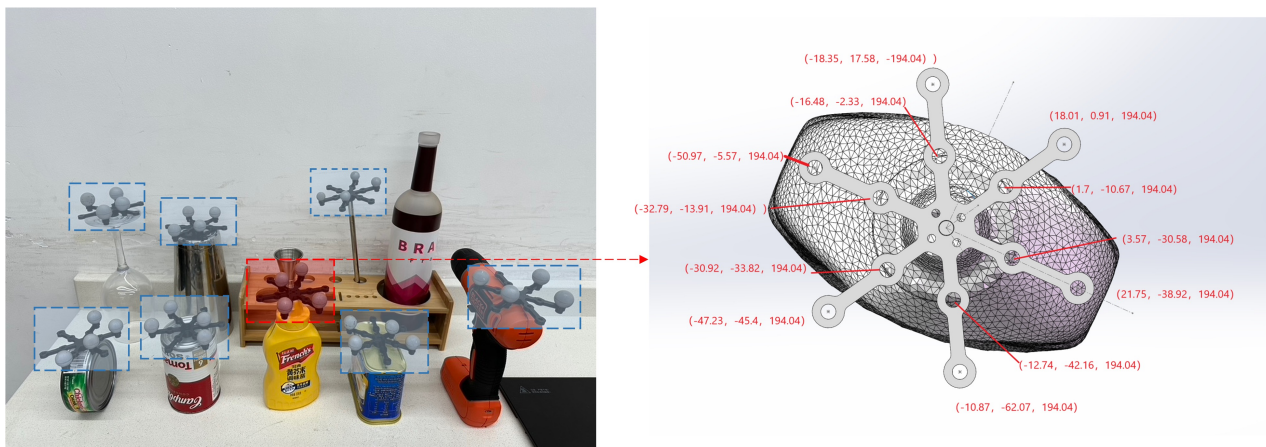 BRA
French's
Campb
Toma
(-18.35, 17.58, -194.04) )
(-16.48, -2.33, 194.04)
(18.01, 0.91, 194.04)
(-50.97, -5.57, 194.04)
(1.7, -10.67, 194.04)
(-32.79, -13.91, 194.04) )
(3.57, -30.58, 194.04)
(-30.92, -33.82, 194.04)
(21.75, -38.92, 194.04)
(-47.23, -45.4, 194.04)
(-12.74, -42.16, 194.04)
(-10.87, -62.07, 194.04)